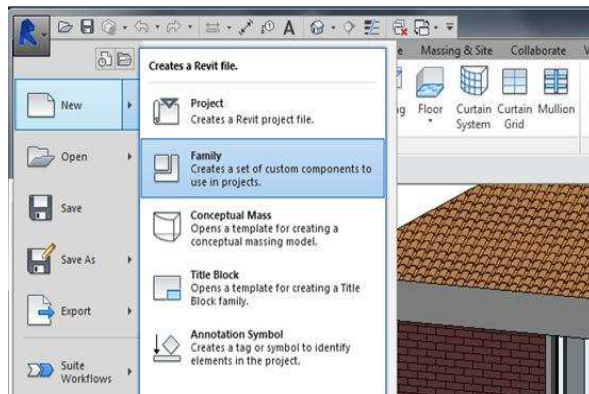 Massing & Site Collaborate
Creates a Revit file.
New
Project
Creates a Revit project file.
Floor Curtain System Curtain Grid Mullion
Open
Family
Creates a set of custom components to
use in projects.
Save
Conceptual Mass
Opens a template for creating a
conceptual massing model.
Save As
Title Block
Opens a template for creating a Title
Block family.
Export
Annotation Symbol
Creates a tag or symbol to identify
elements in the project.
Suite
Workflows